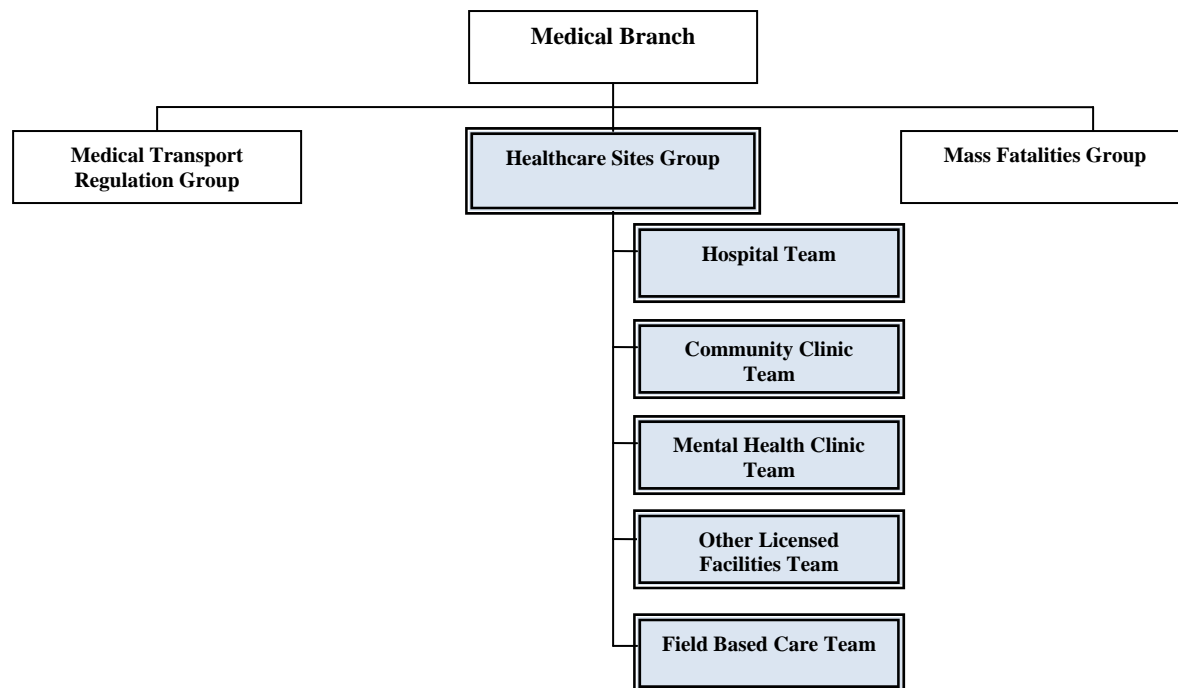 Medical Branch
Medical Transport
Regulation Group
Healthcare Sites Group
Mass Fatalities Group
Hospital Team
Community Clinic
Team
Mental Health Clinic
Team
Other Licensed
Facilities Team
Field Based Care Team